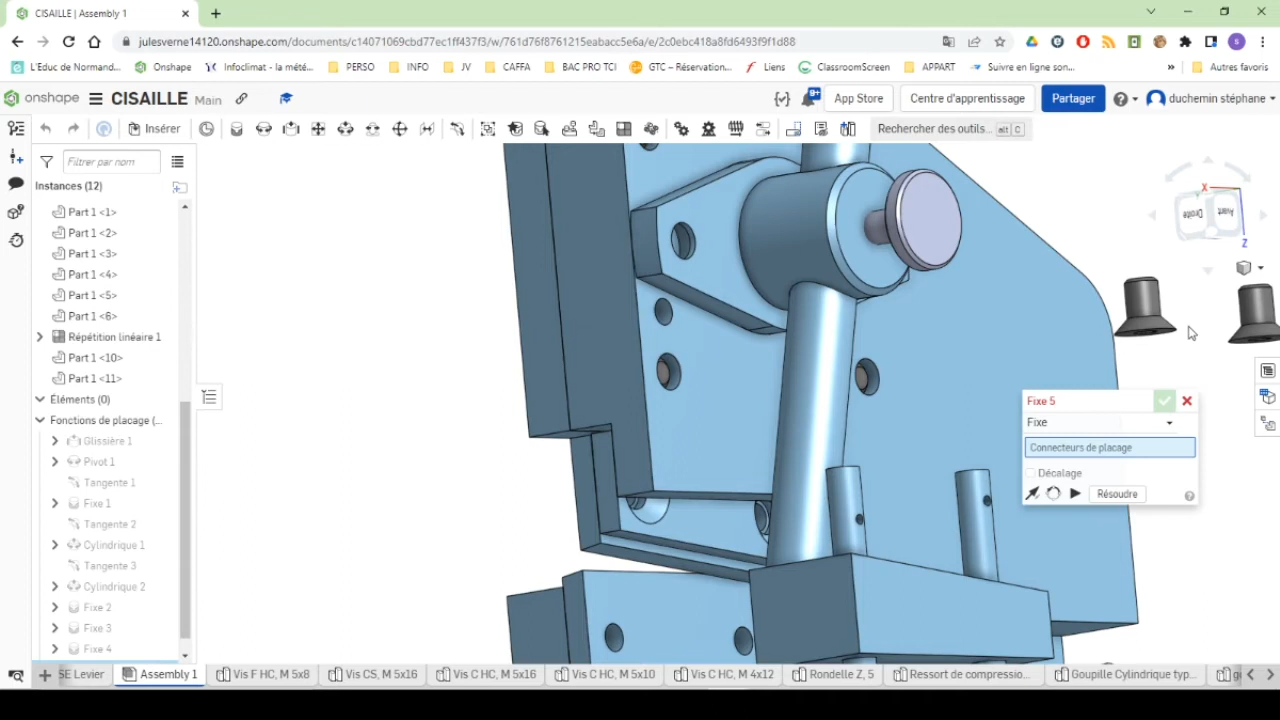 CISAILLE | Assembly 1
julesverne14120.onshape.com/documents/c14071069cbd77ec1ff437f3/w/761d76f8761215eabacc5e6a/e/2c0ebc418a8fd6493f9f1d88
S
L'Éduc de Normand... Onshape Infoclimat - la mété... PERSO INFO JV CAFFA BAC PRO TCI GTC – Réservation... Liens ClassroomScreen APPART Suivre en ligne son... » Autres favoris
onshape CISAILLE Main 9+ App Store Centre d'apprentissage Partager duchemin stéphane
Insérer Rechercher des outils... alt C
Filtrer par nom
Instances (12)
Part 1 <1>
Part 1 <2>
Part 1 <3>
Part 1 <4>
Part 1 <5>
Part 1 <6>
Répétition linéaire 1
Part 1 <10>
Part 1 <11>
Éléments (0)
Fonctions de placage (...
Glissière 1
Pivot 1
Tangente 1
Fixe 1
Tangente 2
Cylindrique 1
Tangente 3
Cylindrique 2
Fixe 2
Fixe 3
Fixe 4
X
Droite Avant
Z
Fixe 5
Fixe
Connecteurs de placage
Décalage
Résoudre
SE Levier Assembly 1 Vis F HC, M 5x8 Vis CS, M 5x16 Vis C HC, M 5x16 Vis C HC, M 5x10 Vis C HC, M 4x12 Rondelle Z, 5 Ressort de compressio... Goupille Cylindrique typ...